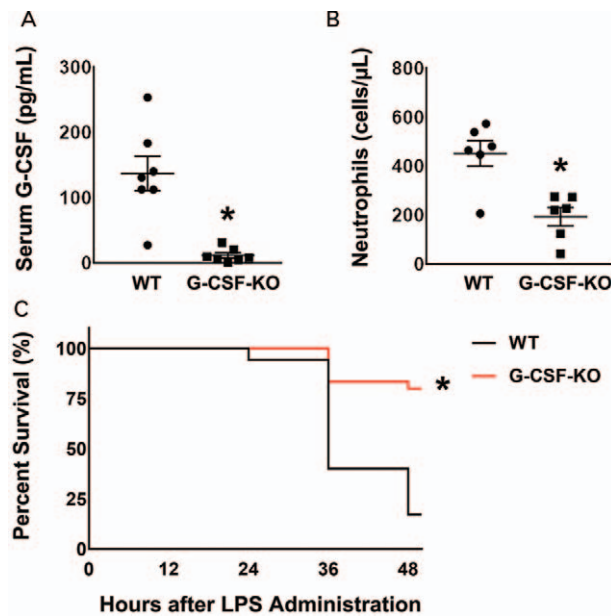 A
Serum G-CSF (pg/mL)
300
200
100
0
*
WT G-CSF-KO
B
Neutrophils (cells/µL)
800
600
400
200
0
*
WT G-CSF-KO
C
Percent Survival (%)
100
75
50
25
0
WT
G-CSF-KO
*
0 12 24 36 48
Hours after LPS Administration